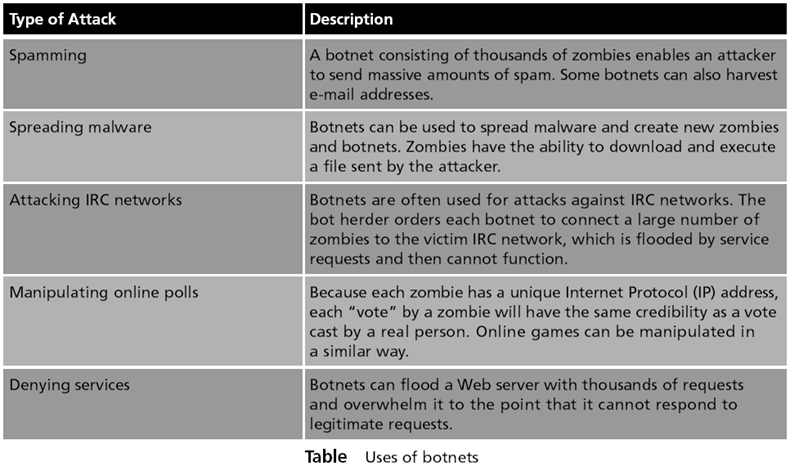 Type of Attack Description
Spamming A botnet consisting of thousands of zombies enables an attacker
to send massive amounts of spam. Some botnets can also harvest
e-mail addresses.
Spreading malware Botnets can be used to spread malware and create new zombies
and botnets. Zombies have the ability to download and execute
a file sent by the attacker.
Attacking IRC networks Botnets are often used for attacks against IRC networks. The
bot herder orders each botnet to connect a large number of
zombies to the victim IRC network, which is flooded by service
requests and then cannot function.
Manipulating online polls Because each zombie has a unique Internet Protocol (IP) address,
each “vote” by a zombie will have the same credibility as a vote
cast by a real person. Online games can be manipulated in
a similar way.
Denying services Botnets can flood a Web server with thousands of requests
and overwhelm it to the point that it cannot respond to
legitimate requests.
Table Uses of botnets